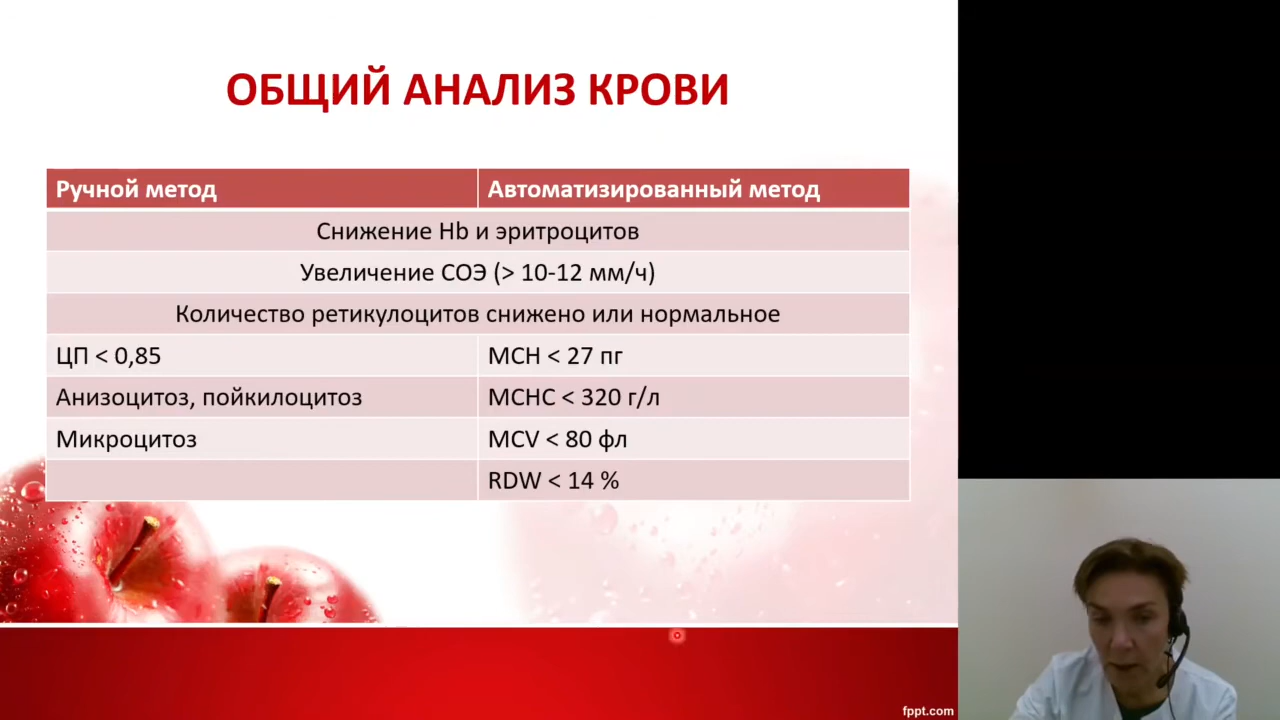 ОБЩИЙ АНАЛИЗ КРОВИ
Ручной метод
Автоматизированный метод
Снижение Hb и эритроцитов
Увеличение СОЭ (> 10-12 мм/ч)
Количество ретикулоцитов снижено или нормальное
ЦП < 0,85
MCH < 27 пг
Анизоцитоз, пойкилоцитоз
MCHC < 320 г/л
Микроцитоз
MCV < 80 фл
RDW < 14 %
fppt.com